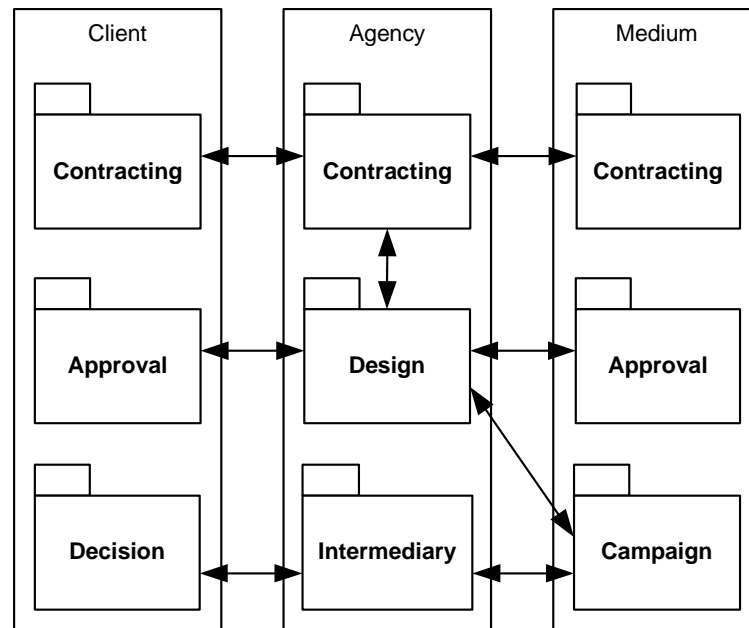 Client
Agency
Medium
Contracting
Contracting
Contracting
Approval
Design
Approval
Decision
Intermediary
Campaign